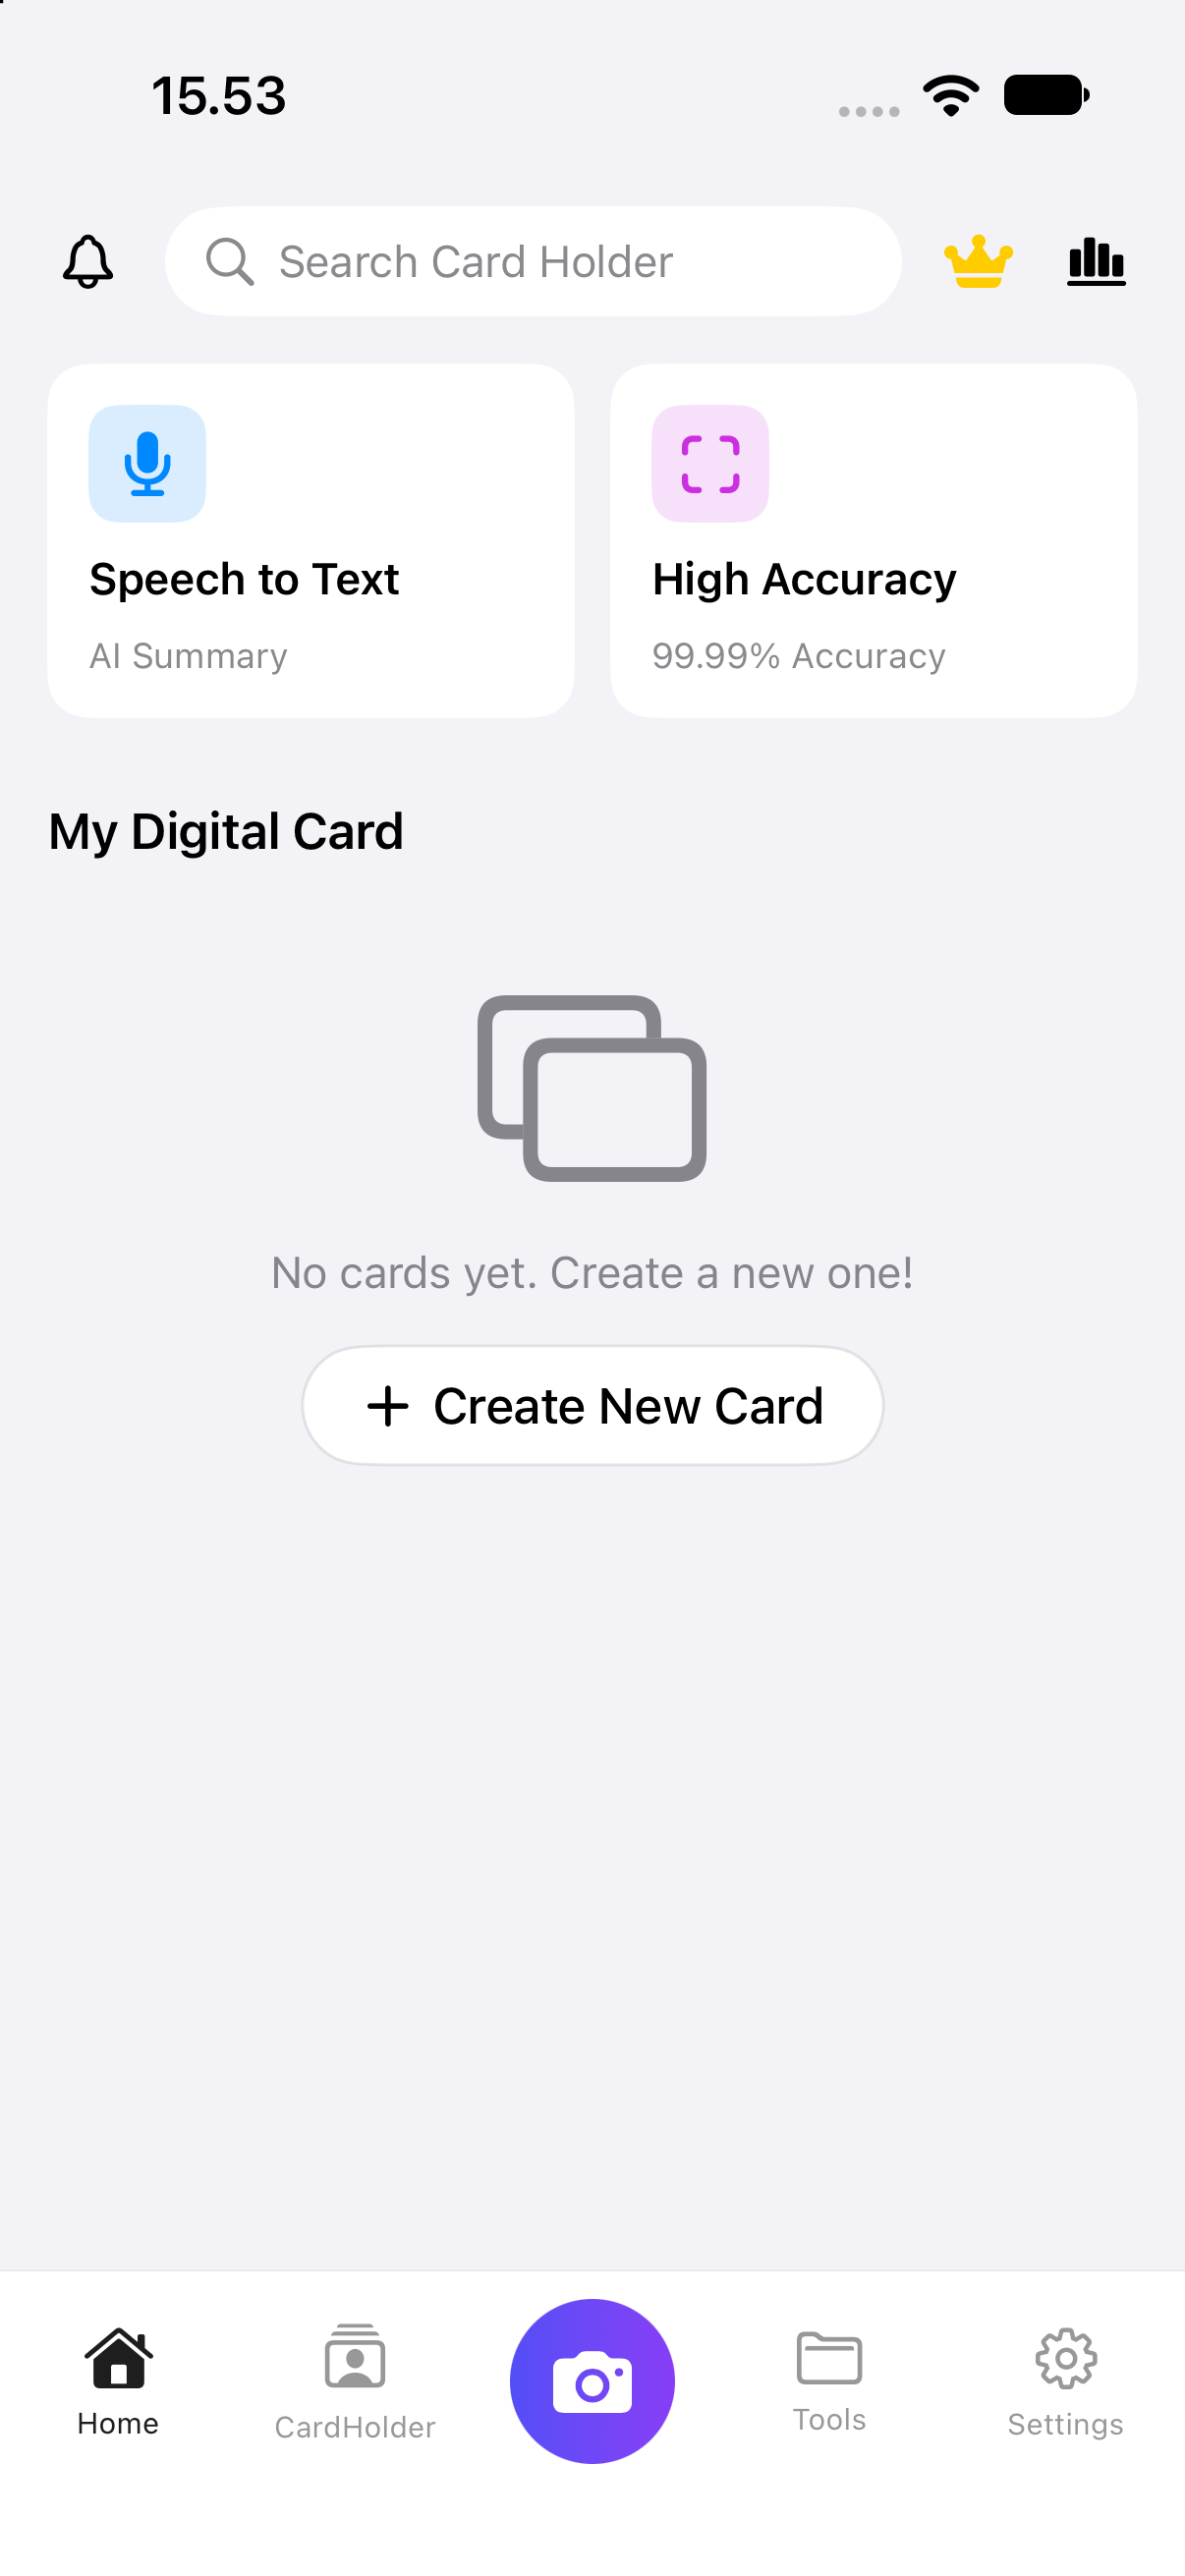 15.53
Search Card Holder
Speech to Text
AI Summary
High Accuracy
99.99% Accuracy
My Digital Card
No cards yet. Create a new one!
+ Create New Card
Home
CardHolder
Tools
Settings